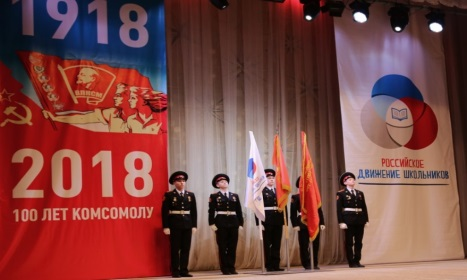 1918
ВЛКСМ
2018
100 ЛЕТ КОМСОМОЛУ
РОССИЙСКОЕ
ДВИЖЕНИЕ ШКОЛЬНИКОВ